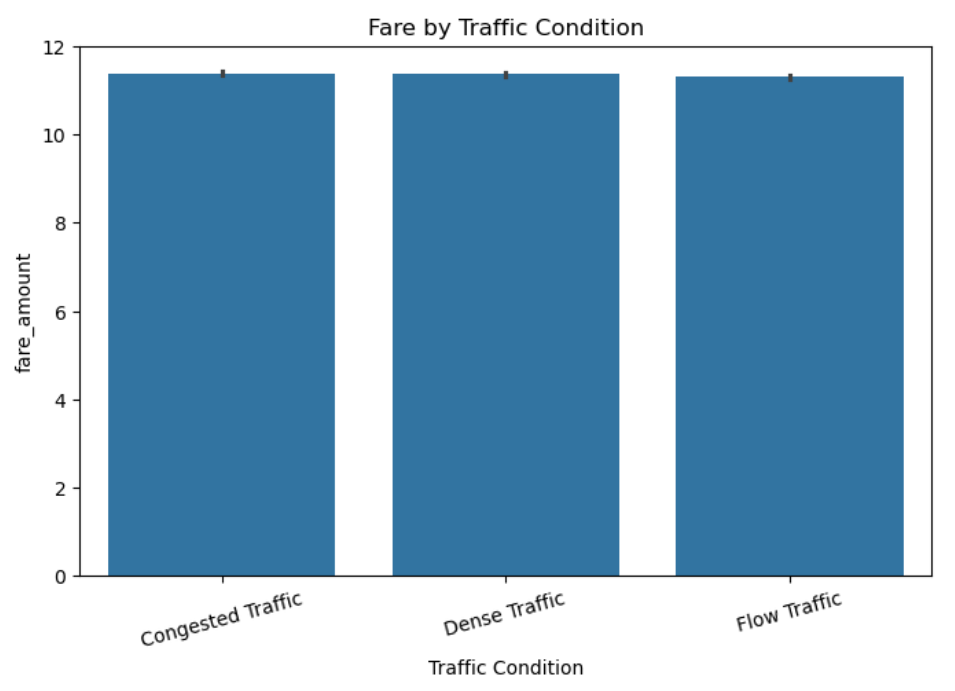 Fare by Traffic Condition
12
10
8
6
4
2
0
fare_amount
Congested Traffic
Dense Traffic
Flow Traffic
Traffic Condition